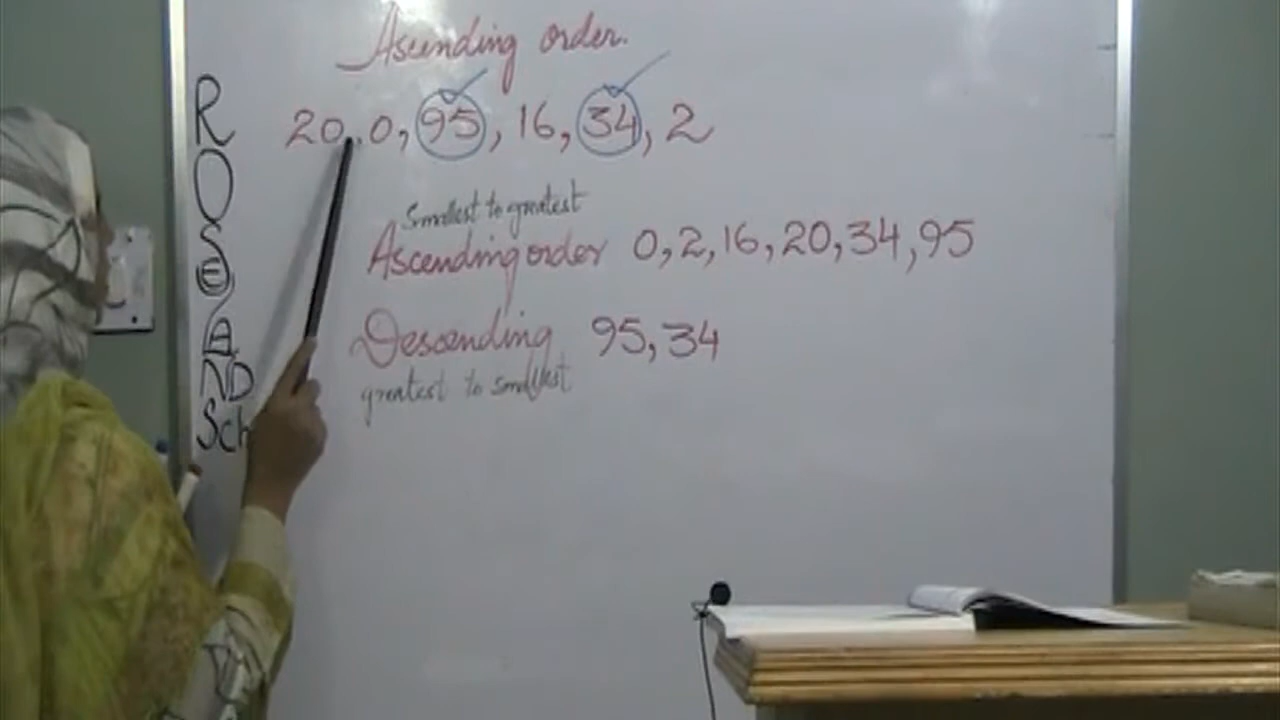 Ascending order.
20, 0, 95, 16, 34, 2
Smallest to greatest
Ascending order 0, 2, 16, 20, 34, 95
Descending 95, 34
greatest to smallest
R
O
S
E
A
ND
Sch